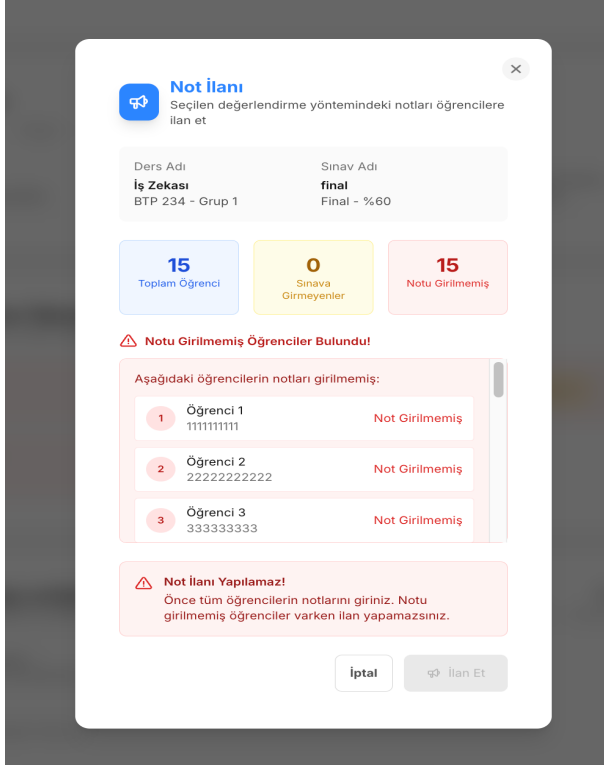 Not İlanı
Seçilen değerlendirme yöntemindeki notları öğrencilere
ilan et
Ders Adı
İş Zekası
BTP 234 - Grup 1
Sınav Adı
final
Final - %60
15
Toplam Öğrenci
0
Sınava
Girmeyenler
15
Notu Girilmemiş
Notu Girilmemiş Öğrenciler Bulundu!
Aşağıdaki öğrencilerin notları girilmemiş:
1
Öğrenci 1
1111111111
Not Girilmemiş
2
Öğrenci 2
22222222222
Not Girilmemiş
3
Öğrenci 3
333333333
Not Girilmemiş
Not İlanı Yapılamaz!
Önce tüm öğrencilerin notlarını giriniz. Notu
girilmemiş öğrenciler varken ilan yapamazsınız.
İptal
İlan Et